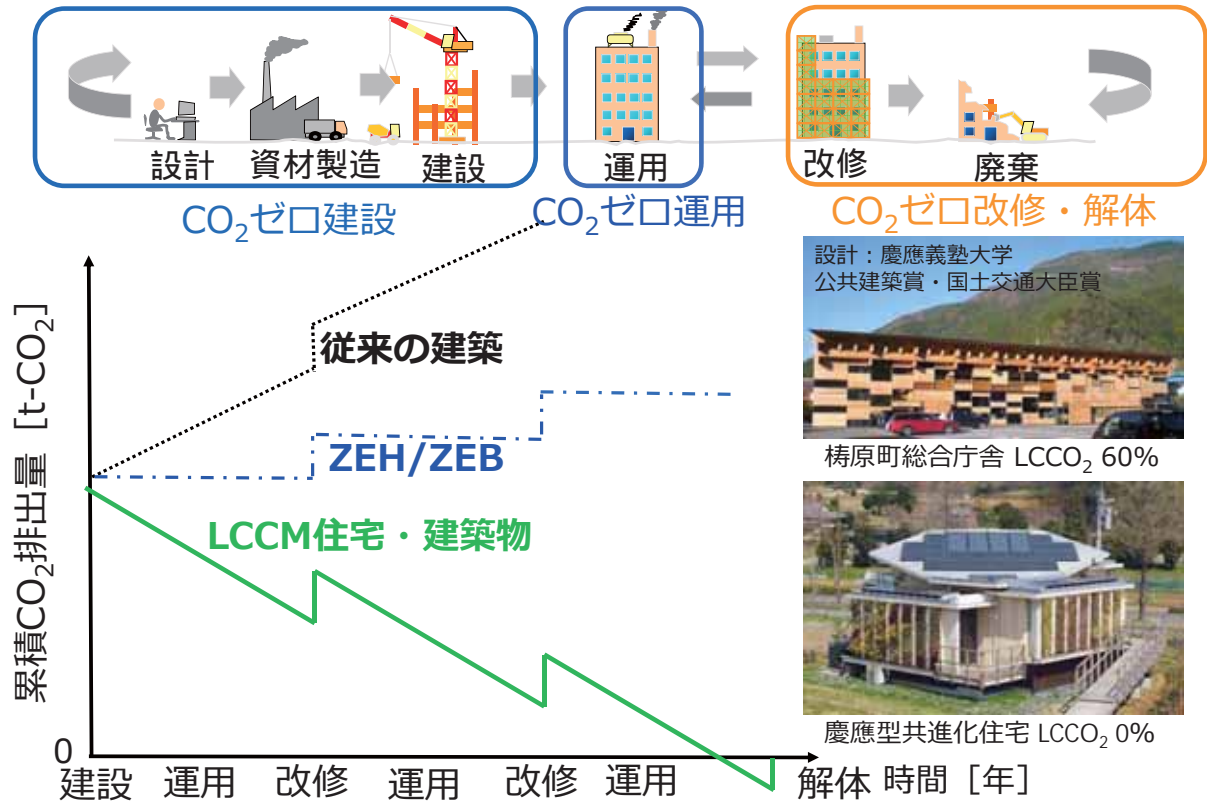 設計
資材製造
建設
運用
改修
廃棄
CO₂ゼロ建設
CO₂ゼロ運用
CO₂ゼロ改修・解体
累積CO₂排出量［t-CO₂］
従来の建築
ZEH/ZEB
LCCM住宅・建築物
0
建設
運用
改修
運用
改修
運用
解体
時間［年］
設計：慶應義塾大学
公共建築賞・国土交通大臣賞
梼原町総合庁舎 LCCO₂ 60%
慶應型共進化住宅 LCCO₂ 0%